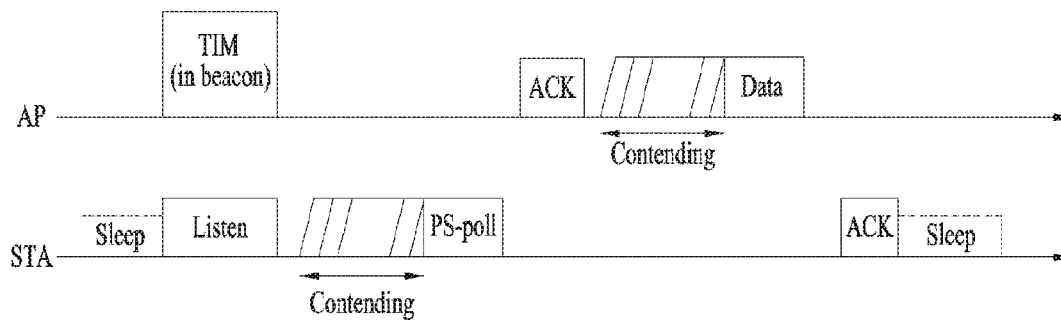 TIM
(in beacon)
ACK
Data
AP
Contending
Sleep
Listen
PS-poll
ACK
Sleep
STA
Contending